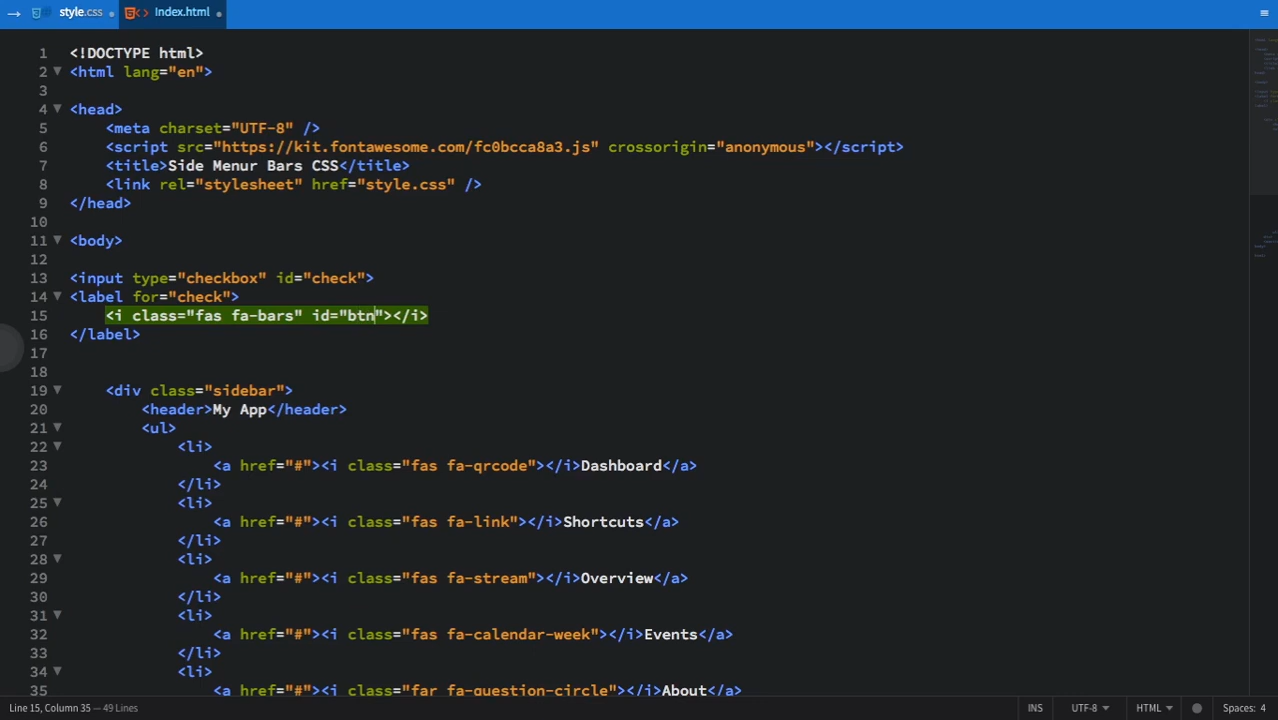 style.css
Index.html
1 <!DOCTYPE html>
2 <html lang="en">
3
4 <head>
5 <meta charset="UTF-8" />
6 <script src="https://kit.fontawesome.com/fc0bcca8a3.js" crossorigin="anonymous"></script>
7 <title>Side Menur Bars CSS</title>
8 <link rel="stylesheet" href="style.css" />
9 </head>
10
11 <body>
12
13 <input type="checkbox" id="check">
14 <label for="check">
15 <i class="fas fa-bars" id="btn"></i>
16 </label>
17
18
19 <div class="sidebar">
20 <header>My App</header>
21 <ul>
22 <li>
23 <a href="#"><i class="fas fa-qrcode"></i>Dashboard</a>
24 </li>
25 <li>
26 <a href="#"><i class="fas fa-link"></i>Shortcuts</a>
27 </li>
28 <li>
29 <a href="#"><i class="fas fa-stream"></i>Overview</a>
30 </li>
31 <li>
32 <a href="#"><i class="fas fa-calendar-week"></i>Events</a>
33 </li>
34 <li>
35 <a href="#"><i class="far fa-question-circle"></i>About</a>
Line 15, Column 35 — 49 Lines
INS
UTF-8
HTML
Spaces: 4